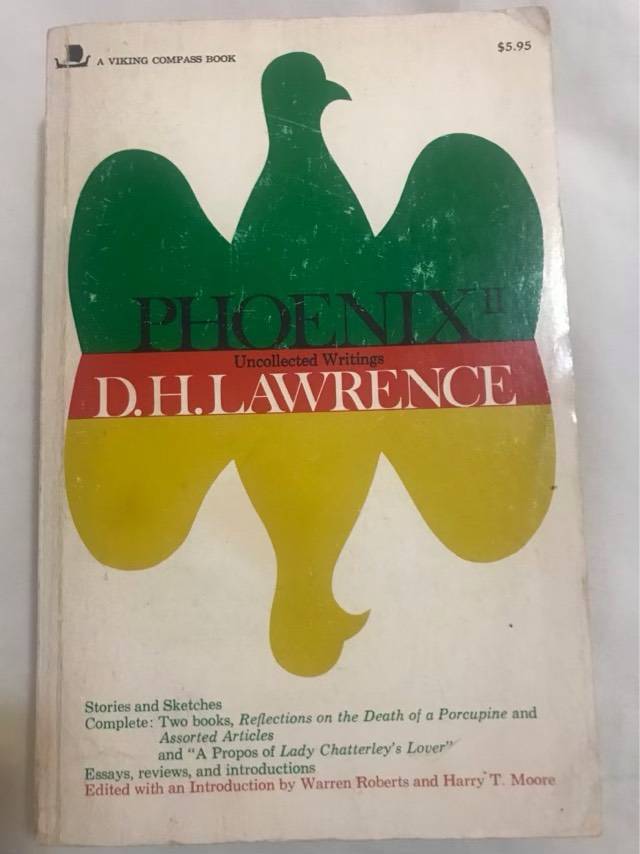 A VIKING COMPASS BOOK
$5.95
PHOENIX II
Uncollected Writings
D.H. LAWRENCE
Stories and Sketches
Complete: Two books, Reflections on the Death of a Porcupine and
Assorted Articles
and "A Propos of Lady Chatterley's Lover"
Essays, reviews, and introductions
Edited with an Introduction by Warren Roberts and Harry T. Moore